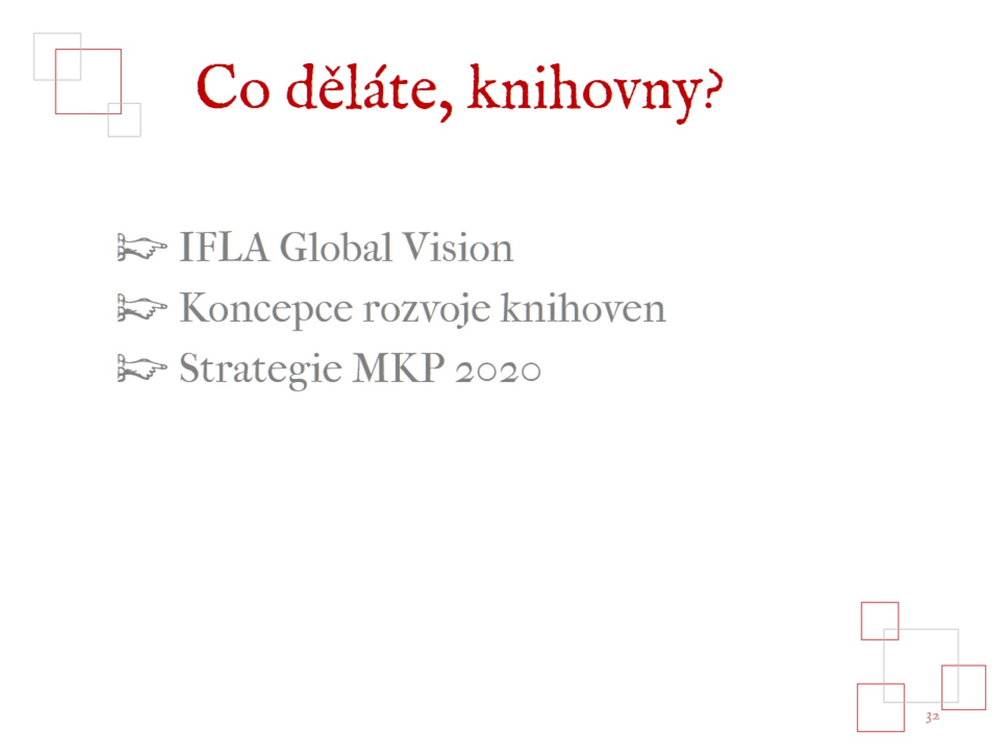 Co děláte, knihovny?
☞ IFLA Global Vision
☞ Koncepce rozvoje knihoven
☞ Strategie MKP 2020
32